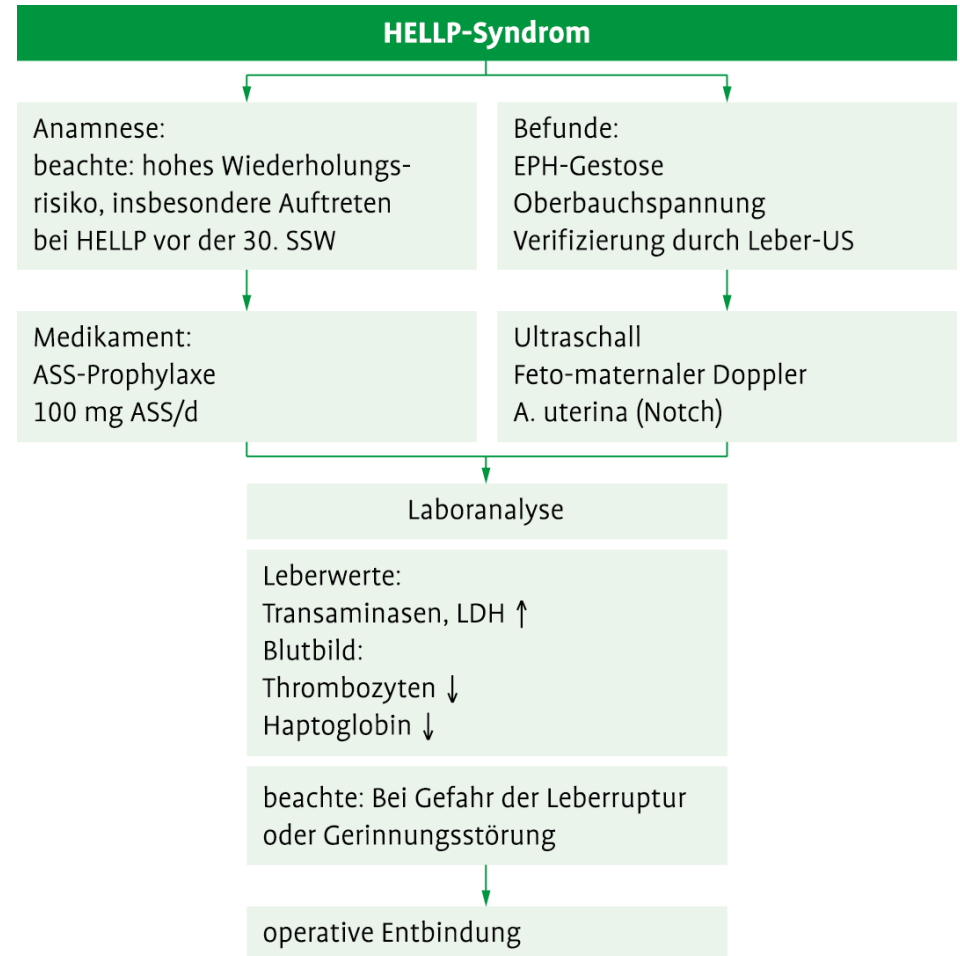 HELLP-Syndrom
Anamnese:
beachte: hohes Wiederholungs-
risiko, insbesondere Auftreten
bei HELLP vor der 30. SSW
Befunde:
EPH-Gestose
Oberbauchspannung
Verifizierung durch Leber-US
Medikament:
ASS-Prophylaxe
100 mg ASS/d
Ultraschall
Feto-maternaler Doppler
A. uterina (Notch)
Laboranalyse
Leberwerte:
Transaminasen, LDH ↑
Blutbild:
Thrombozyten ↓
Haptoglobin ↓
beachte: Bei Gefahr der Leberruptur
oder Gerinnungsstörung
operative Entbindung